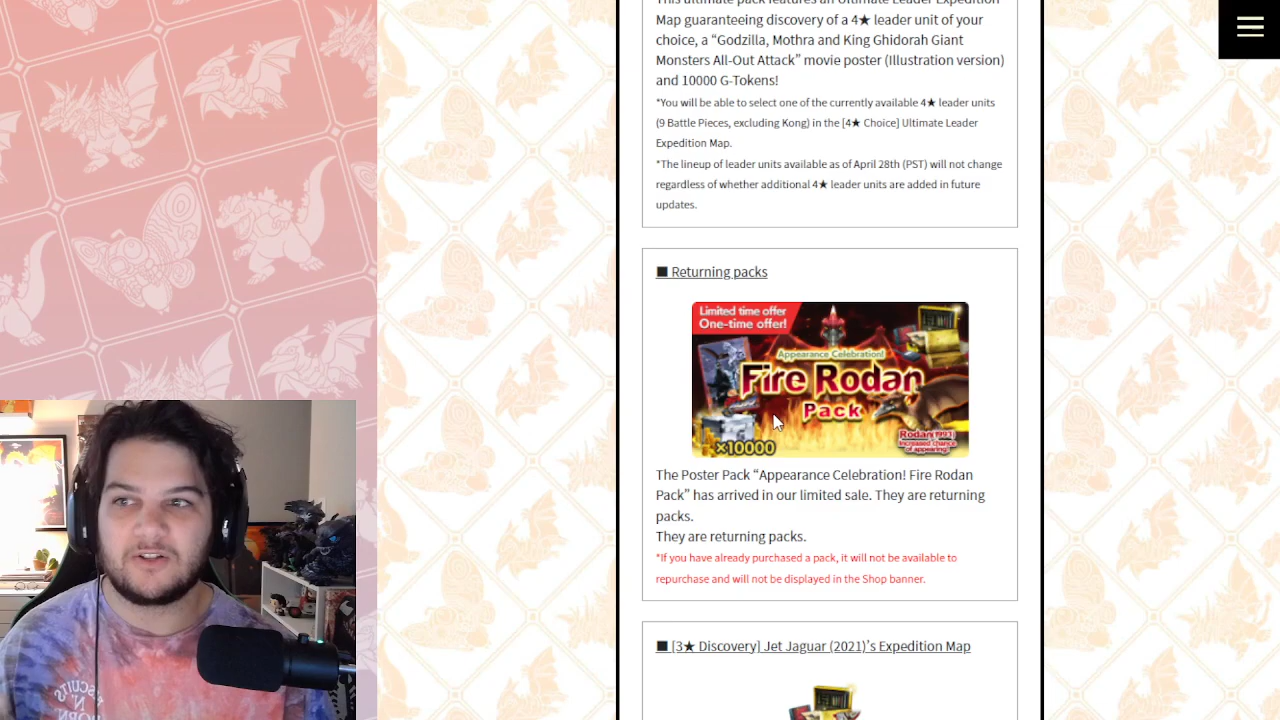 This ultimate pack features an Ultimate Leader Expedition
Map guaranteeing discovery of a 4★ leader unit of your
choice, a “Godzilla, Mothra and King Ghidorah Giant
Monsters All-Out Attack” movie poster (Illustration version)
and 10000 G-Tokens!
*You will be able to select one of the currently available 4★ leader units
(9 Battle Pieces, excluding Kong) in the [4★ Choice] Ultimate Leader
Expedition Map.
*The lineup of leader units available as of April 28th (PST) will not change
regardless of whether additional 4★ leader units are added in future
updates.
■ Returning packs
Limited time offer
One-time offer!
Appearance Celebration!
Fire Rodan
Pack
×10000
Rodan(1993)
Increased chance
of appearing!
The Poster Pack “Appearance Celebration! Fire Rodan
Pack” has arrived in our limited sale. They are returning
packs.
They are returning packs.
*If you have already purchased a pack, it will not be available to
repurchase and will not be displayed in the Shop banner.
■ [3★ Discovery] Jet Jaguar (2021)’s Expedition Map